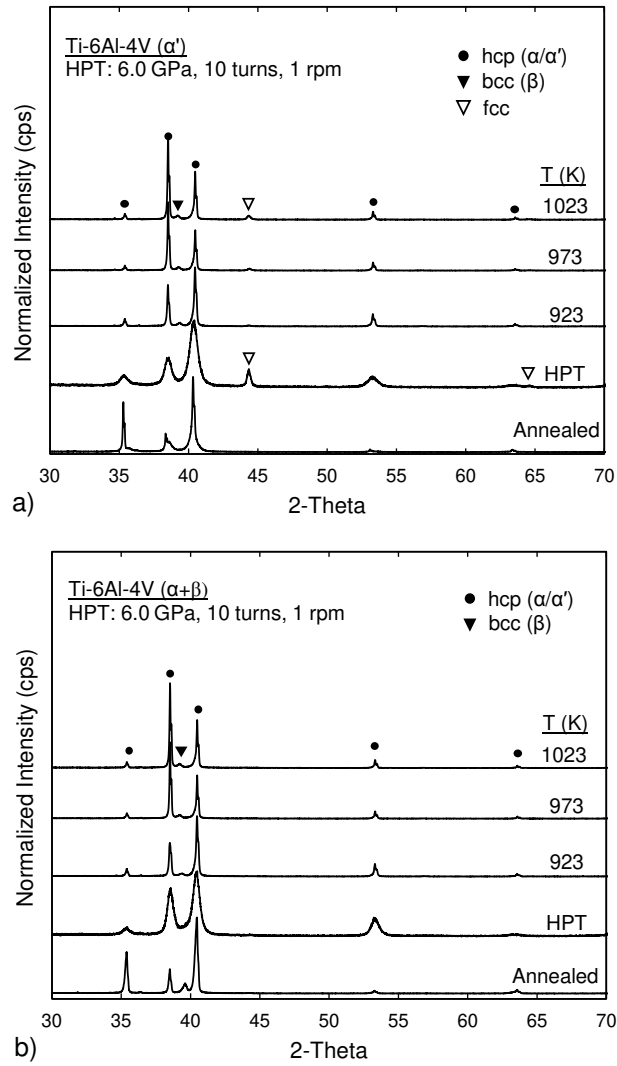 Ti-6Al-4V (α')
HPT: 6.0 GPa, 10 turns, 1 rpm
hcp (α/α')
bcc (β)
fcc
T (K)
1023
973
923
HPT
Annealed
Normalized Intensity (cps)
30 35 40 45 50 55 60 65 70
2-Theta
a)
Ti-6Al-4V (α+β)
HPT: 6.0 GPa, 10 turns, 1 rpm
hcp (α/α')
bcc (β)
T (K)
1023
973
923
HPT
Annealed
Normalized Intensity (cps)
30 35 40 45 50 55 60 65 70
2-Theta
b)